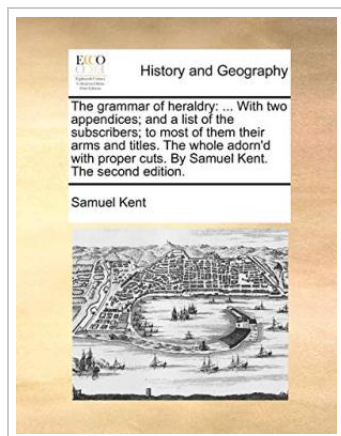 ECCO
History and Geography
The grammar of heraldry: ... With two
appendices; and a list of the
subscribers; to most of them their
arms and titles. The whole adorn'd
with proper cuts. By Samuel Kent.
The second edition.
Samuel Kent